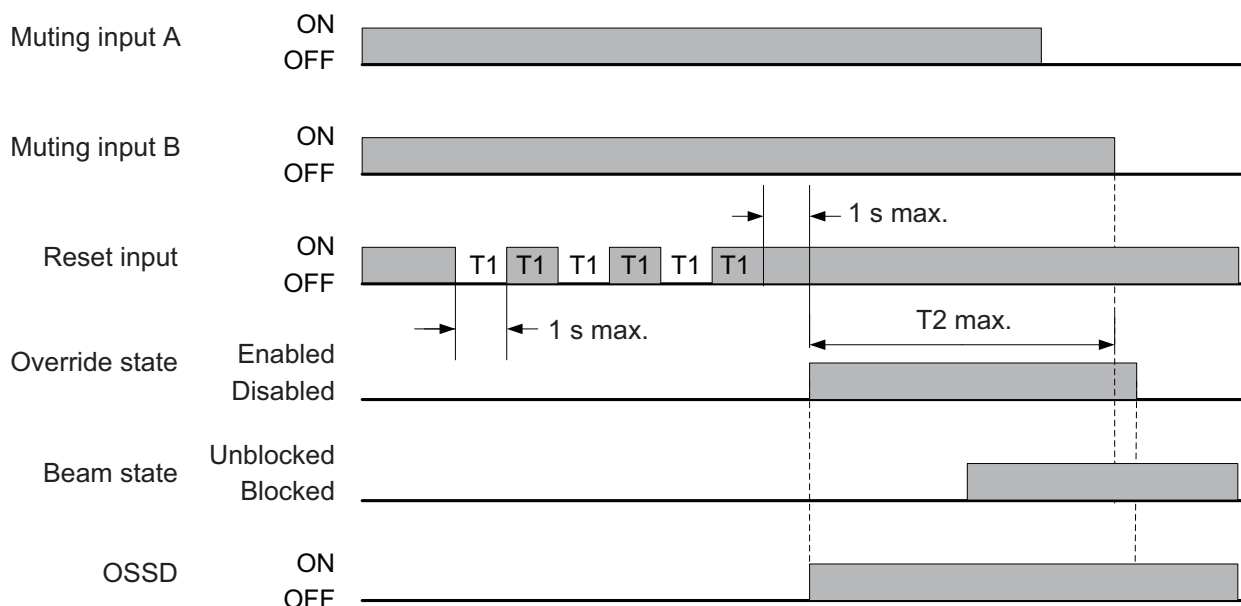 Muting input A
ON
OFF
Muting input B
ON
OFF
1 s max.
Reset input
ON
OFF
T1 T1 T1 T1 T1 T1
1 s max.
T2 max.
Override state
Enabled
Disabled
Beam state
Unblocked
Blocked
OSSD
ON
OFF